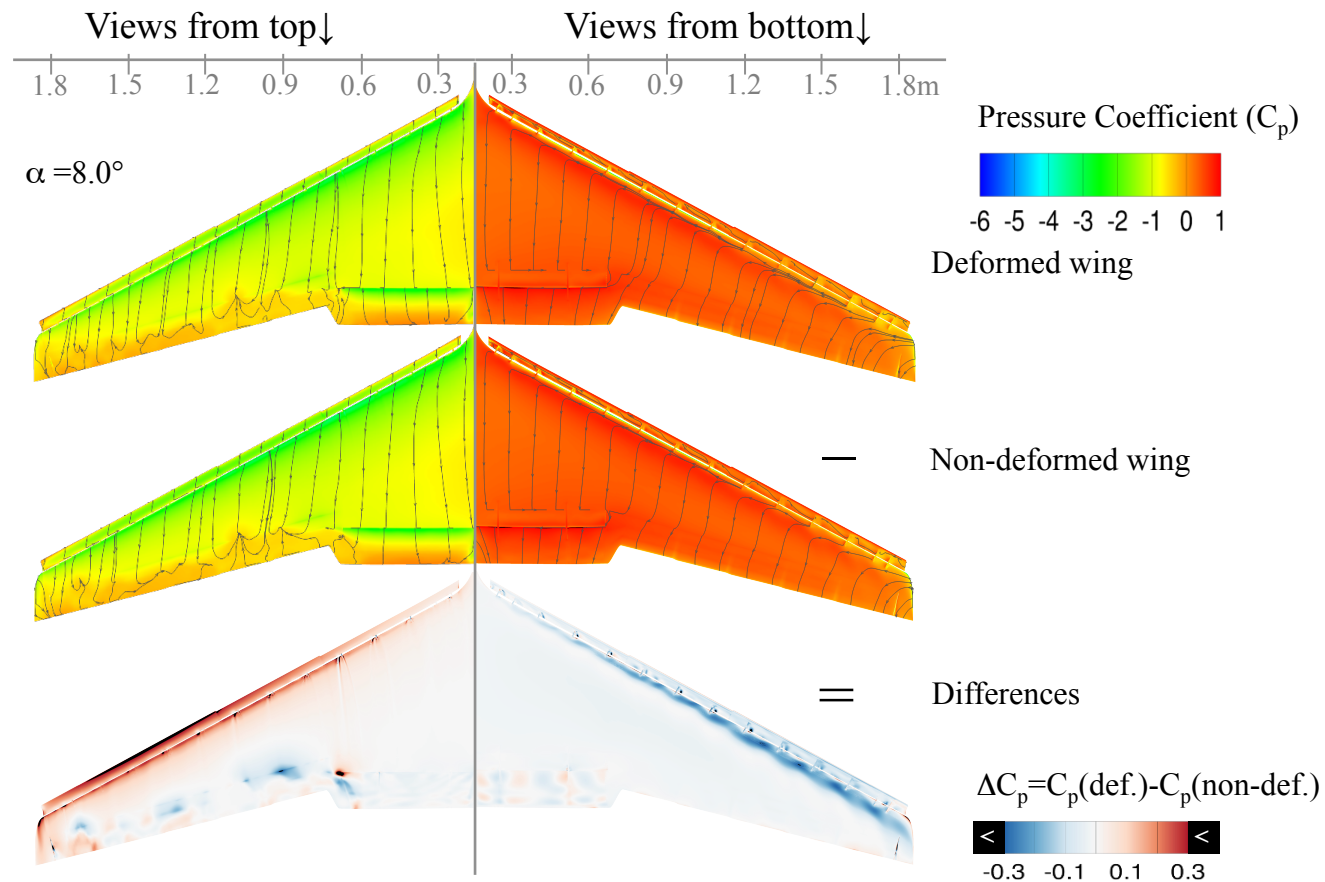 Views from top↓ Views from bottom↓
1.8 1.5 1.2 0.9 0.6 0.3 0.3 0.6 0.9 1.2 1.5 1.8m
Pressure Coefficient (Cp)
α =8.0°
-6 -5 -4 -3 -2 -1 0 1
Deformed wing
— Non-deformed wing
= Differences
ΔCp=Cp(def.)-Cp(non-def.)
< <
-0.3 -0.1 0.1 0.3